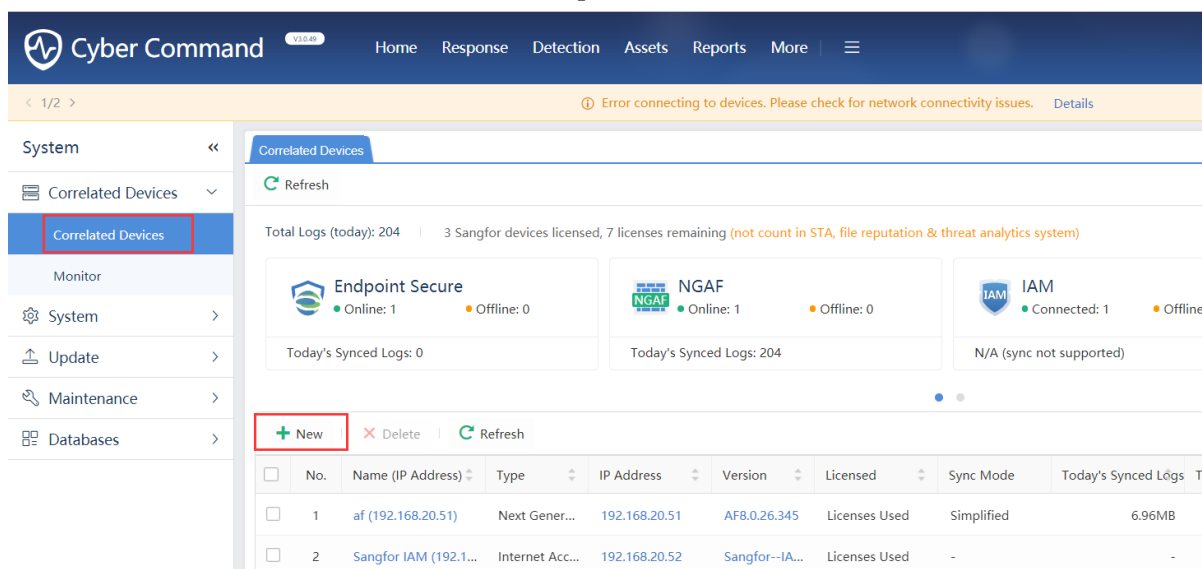 Cyber Command V3.0.49 Home Response Detection Assets Reports More
< 1/2 > Error connecting to devices. Please check for network connectivity issues. Details
System «
Correlated Devices
Correlated Devices
Correlated Devices
Monitor
System
Update
Maintenance
Databases
Refresh
Total Logs (today): 204 3 Sangfor devices licensed, 7 licenses remaining (not count in STA, file reputation & threat analytics system)
Endpoint Secure
Online: 1 Offline: 0
Today's Synced Logs: 0
NGAF NGAF
Online: 1 Offline: 0
Today's Synced Logs: 204
IAM IAM
Connected: 1 Offline
N/A (sync not supported)
New Delete Refresh
No. Name (IP Address) Type IP Address Version Licensed Sync Mode Today's Synced Logs T
1 af (192.168.20.51) Next Gener... 192.168.20.51 AF8.0.26.345 Licenses Used Simplified 6.96MB
2 Sangfor IAM (192.1... Internet Acc... 192.168.20.52 Sangfor--IA... Licenses Used - -